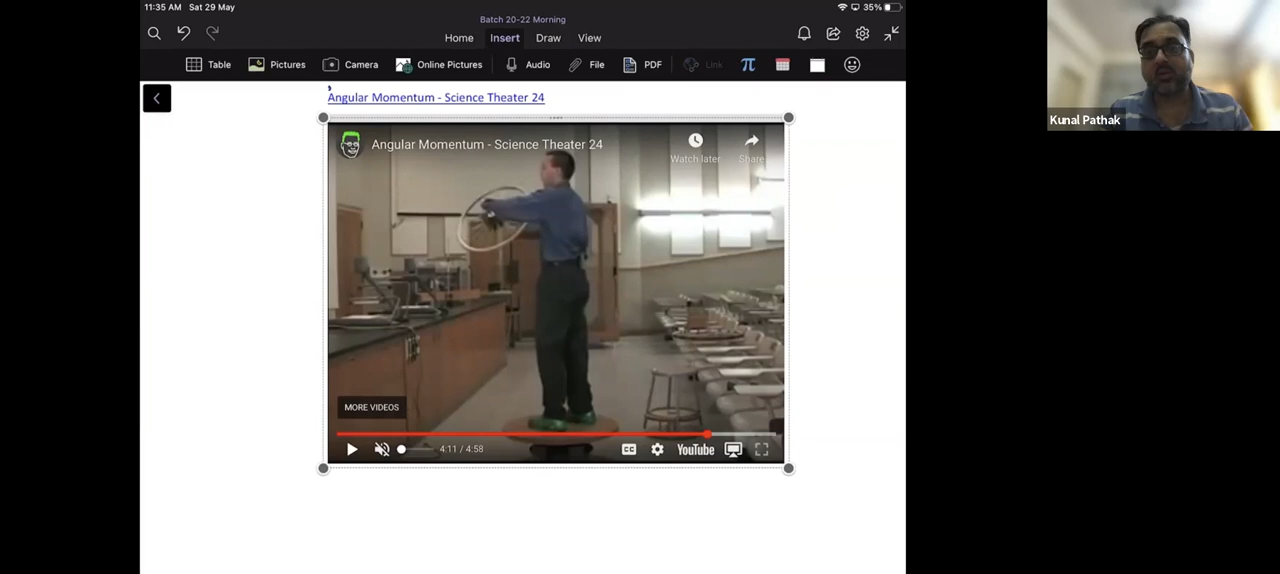 11:35 AM Sat 29 May
35%
Batch 20-22 Morning
Home Insert Draw View
Table Pictures Camera Online Pictures Audio File PDF Link
Angular Momentum - Science Theater 24
Angular Momentum - Science Theater 24
Watch later Share
MORE VIDEOS
4:11 / 4:58
CC
YouTube
Kunal Pathak